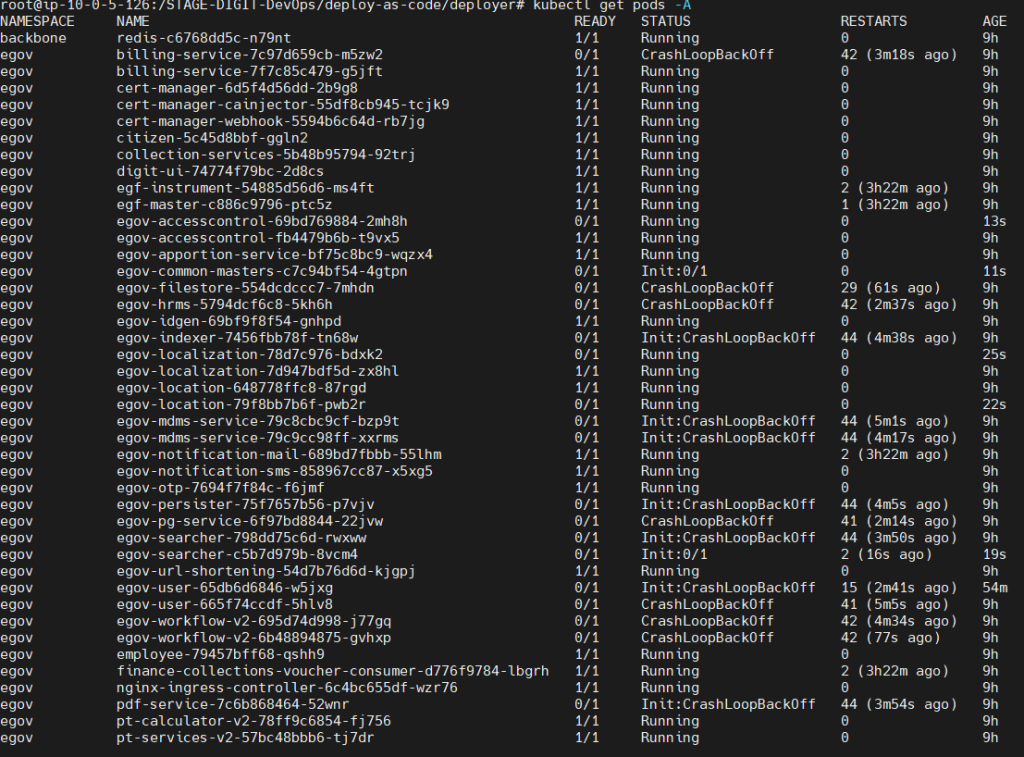 root@ip-10-0-5-126:/STAGE-DIGIT-DevOps/deploy-as-code/deployer# kubectl get pods -A
NAMESPACE NAME READY STATUS RESTARTS AGE
backbone redis-c6768dd5c-n79nt 1/1 Running 0 9h
egov billing-service-7c97d659cb-m5zw2 0/1 CrashLoopBackOff 42 (3m18s ago) 9h
egov billing-service-7f7c85c479-g5jft 1/1 Running 0 9h
egov cert-manager-6d5f4d56dd-2b9g8 1/1 Running 0 9h
egov cert-manager-cainjector-55df8cb945-tcjk9 1/1 Running 0 9h
egov cert-manager-webhook-5594b6c64d-rb7jg 1/1 Running 0 9h
egov citizen-5c45d8bbf-ggln2 1/1 Running 0 9h
egov collection-services-5b48b95794-92trj 1/1 Running 0 9h
egov digit-ui-74774f79bc-2d8cs 1/1 Running 0 9h
egov egf-instrument-54885d56d6-ms4ft 1/1 Running 2 (3h22m ago) 9h
egov egf-master-c886c9796-ptc5z 1/1 Running 1 (3h22m ago) 9h
egov egov-accesscontrol-69bd769884-2mh8h 0/1 Running 0 13s
egov egov-accesscontrol-fb4479b6b-t9vx5 1/1 Running 0 9h
egov egov-apportion-service-bf75c8bc9-wqzx4 1/1 Running 0 9h
egov egov-common-masters-c7c94bf54-4gtpn 0/1 Init:0/1 0 11s
egov egov-filestore-554dcdccc7-7mhdn 0/1 CrashLoopBackOff 29 (61s ago) 9h
egov egov-hrms-5794dcf6c8-5kh6h 0/1 CrashLoopBackOff 42 (2m37s ago) 9h
egov egov-idgen-69bf9f8f54-gnhpd 1/1 Running 0 9h
egov egov-indexer-7456fbb78f-tn68w 0/1 Init:CrashLoopBackOff 44 (4m38s ago) 9h
egov egov-localization-78d7c976-bdxk2 0/1 Running 0 25s
egov egov-localization-7d947bdf5d-zx8hl 1/1 Running 0 9h
egov egov-location-648778ffc8-87rgd 1/1 Running 0 9h
egov egov-location-79f8bb7b6f-pwb2r 0/1 Running 0 22s
egov egov-mdms-service-79c8cbc9cf-bzp9t 0/1 Init:CrashLoopBackOff 44 (5m1s ago) 9h
egov egov-mdms-service-79c9cc98ff-xxrms 0/1 Init:CrashLoopBackOff 44 (4m17s ago) 9h
egov egov-notification-mail-689bd7fbbb-55lhm 1/1 Running 2 (3h22m ago) 9h
egov egov-notification-sms-858967cc87-x5xg5 1/1 Running 0 9h
egov egov-otp-7694f7f84c-f6jmf 1/1 Running 0 9h
egov egov-persister-75f7657b56-p7vjv 0/1 Init:CrashLoopBackOff 44 (4m5s ago) 9h
egov egov-pg-service-6f97bd8844-22jvw 0/1 CrashLoopBackOff 41 (2m14s ago) 9h
egov egov-searcher-798dd75c6d-rwxww 0/1 Init:CrashLoopBackOff 44 (3m50s ago) 9h
egov egov-searcher-c5b7d979b-8vcm4 0/1 Init:0/1 2 (16s ago) 19s
egov egov-url-shortening-54d7b76d6d-kjgpj 1/1 Running 0 9h
egov egov-user-65db6d6846-w5jxg 0/1 Init:CrashLoopBackOff 15 (2m41s ago) 54m
egov egov-user-665f74ccdf-5hlv8 0/1 CrashLoopBackOff 41 (5m5s ago) 9h
egov egov-workflow-v2-695d74d998-j77gq 0/1 CrashLoopBackOff 42 (4m34s ago) 9h
egov egov-workflow-v2-6b48894875-gvhxp 0/1 CrashLoopBackOff 42 (77s ago) 9h
egov employee-79457bff68-qshh9 1/1 Running 0 9h
egov finance-collections-voucher-consumer-d776f9784-lbgrh 1/1 Running 2 (3h22m ago) 9h
egov nginx-ingress-controller-6c4bc655df-wzr76 1/1 Running 0 9h
egov pdf-service-7c6b868464-52wnr 0/1 Init:CrashLoopBackOff 44 (3m54s ago) 9h
egov pt-calculator-v2-78ff9c6854-fj756 1/1 Running 0 9h
egov pt-services-v2-57bc48bbb6-tj7dr 1/1 Running 0 9h